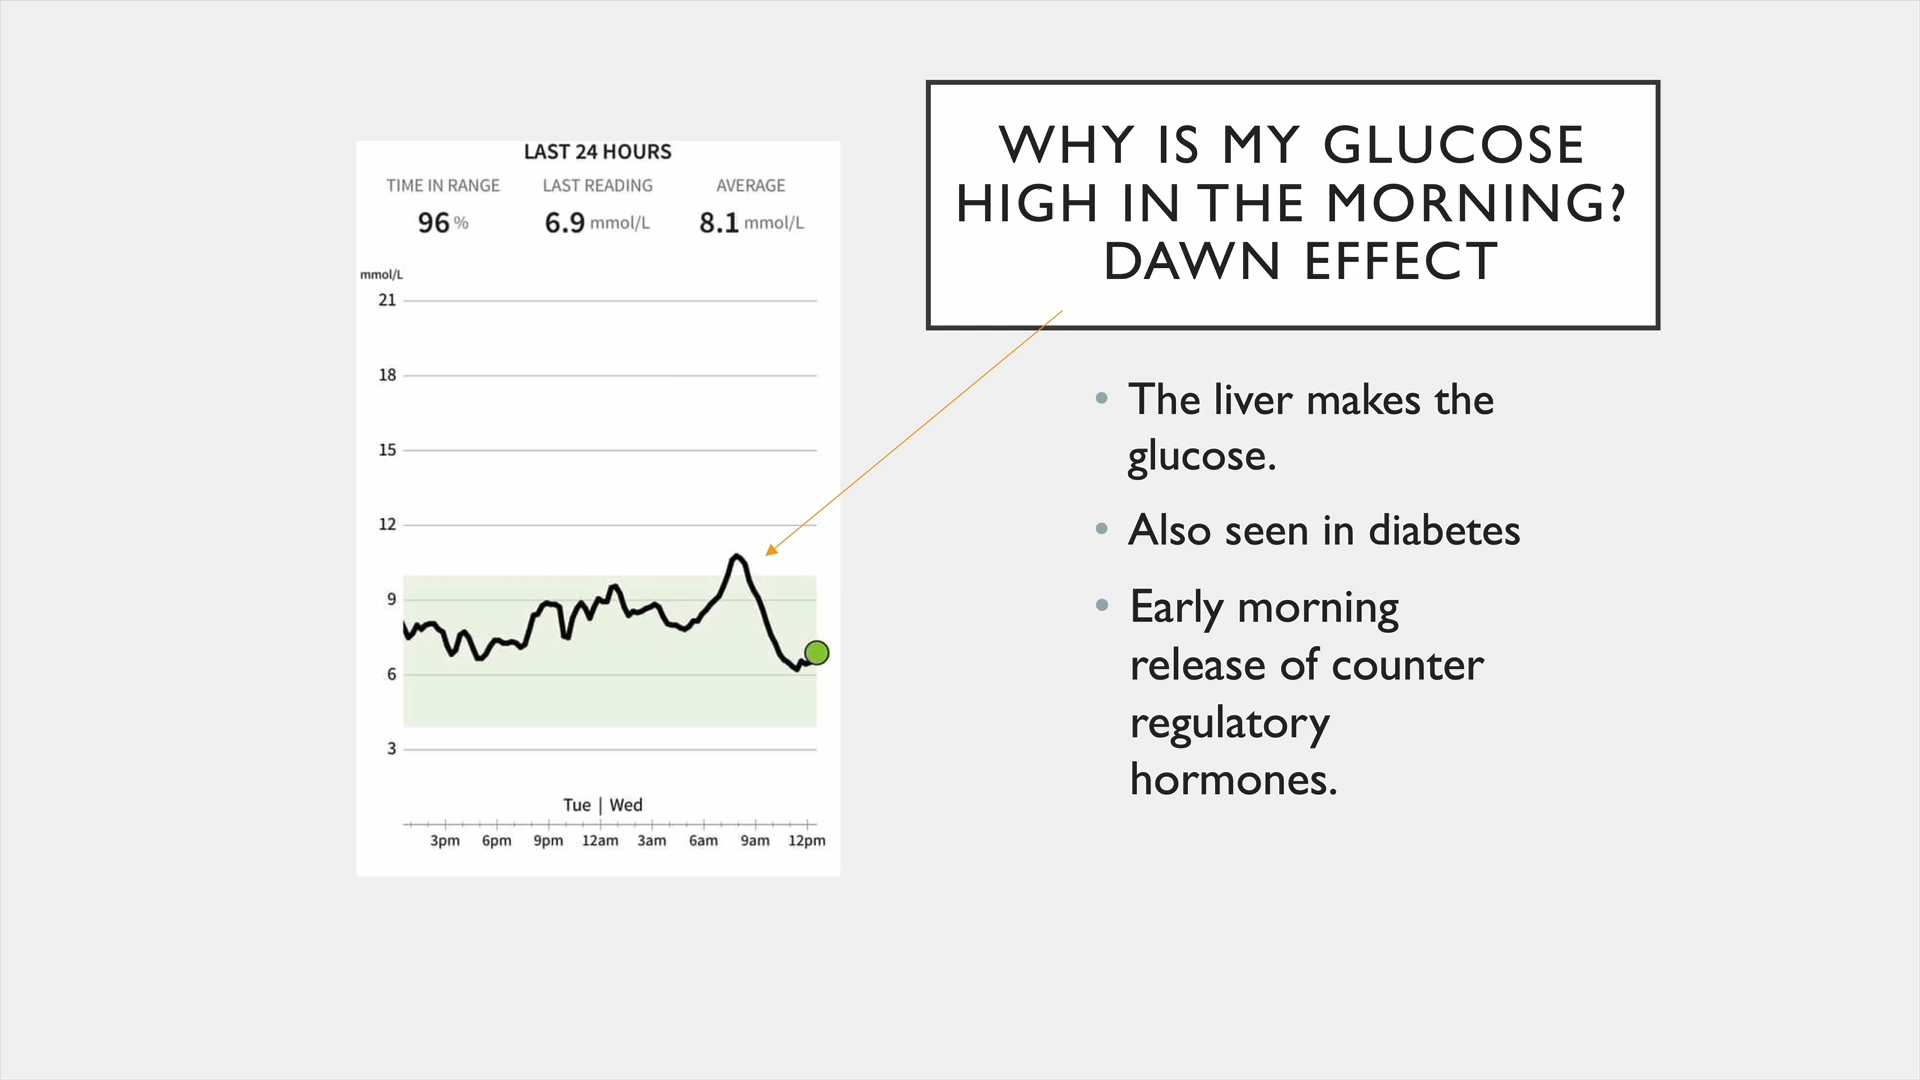 LAST 24 HOURS
TIME IN RANGE LAST READING AVERAGE
96 % 6.9 mmol/L 8.1 mmol/L
mmol/L
21
18
15
12
9
6
3
Tue | Wed
3pm 6pm 9pm 12am 3am 6am 9am 12pm
WHY IS MY GLUCOSE
HIGH IN THE MORNING?
DAWN EFFECT
• The liver makes the
glucose.
• Also seen in diabetes
• Early morning
release of counter
regulatory
hormones.